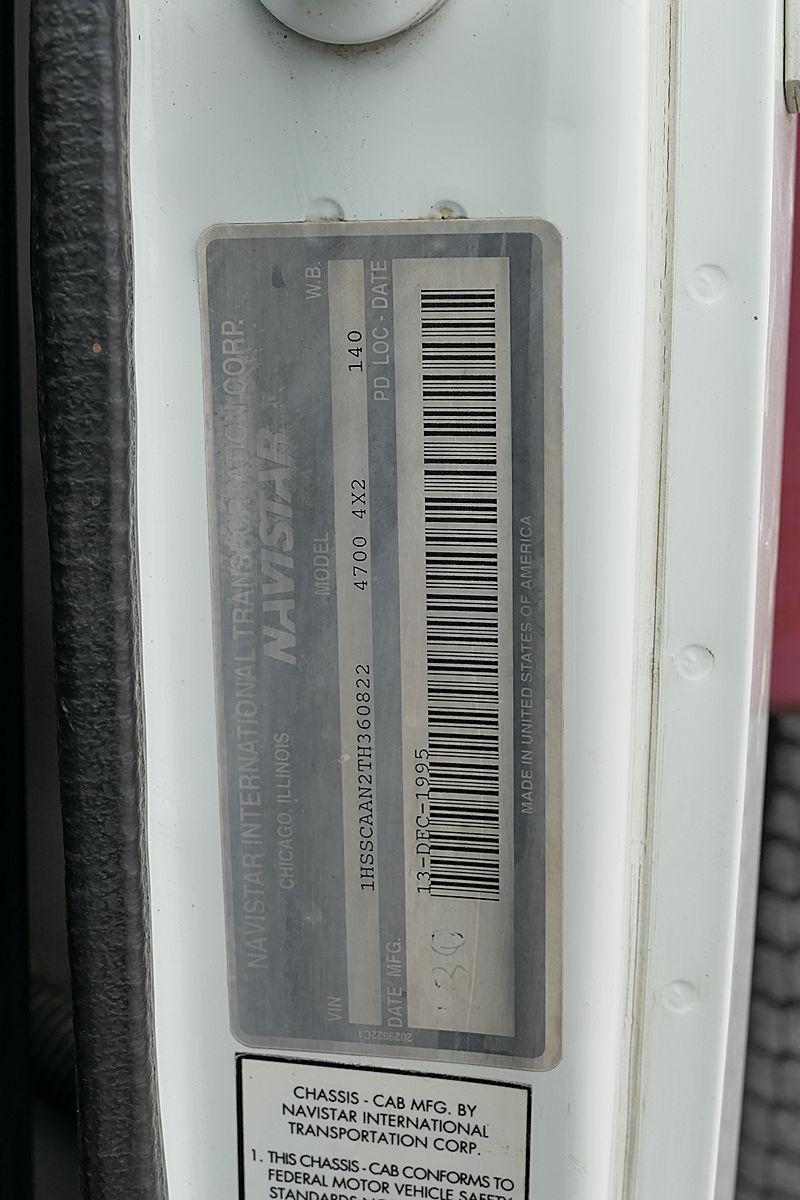 NAVISTAR INTERNATIONAL TRANSPORTATION CORP.
CHICAGO, ILLINOIS
NAVISTAR
VIN MODEL W.B.
1HSSCAAN2TH360822 4700 4X2 140
DATE MFG. PD LOC - DATE
13-DEC-1995
30
MADE IN UNITED STATES OF AMERICA
CHASSIS - CAB MFG. BY
NAVISTAR INTERNATIONAL
TRANSPORTATION CORP.
1. THIS CHASSIS - CAB CONFORMS TO
FEDERAL MOTOR VEHICLE SAFETY
STANDARDS